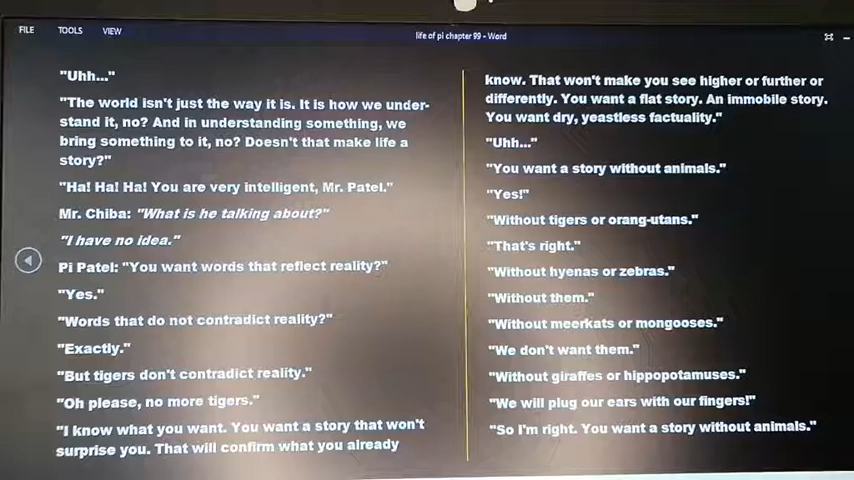 FILE TOOLS VIEW
life of pi chapter 99 - Word
"Uhh..."
"The world isn't just the way it is. It is how we under-
stand it, no? And in understanding something, we
bring something to it, no? Doesn't that make life a
story?"
"Ha! Ha! Ha! You are very intelligent, Mr. Patel."
Mr. Chiba: "What is he talking about?"
"I have no idea."
Pi Patel: "You want words that reflect reality?"
"Yes."
"Words that do not contradict reality?"
"Exactly."
"But tigers don't contradict reality."
"Oh please, no more tigers."
"I know what you want. You want a story that won't
surprise you. That will confirm what you already
know. That won't make you see higher or further or
differently. You want a flat story. An immobile story.
You want dry, yeastless factuality."
"Uhh..."
"You want a story without animals."
"Yes!"
"Without tigers or orang-utans."
"That's right."
"Without hyenas or zebras."
"Without them."
"Without meerkats or mongooses."
"We don't want them."
"Without giraffes or hippopotamuses."
"We will plug our ears with our fingers!"
"So I'm right. You want a story without animals."